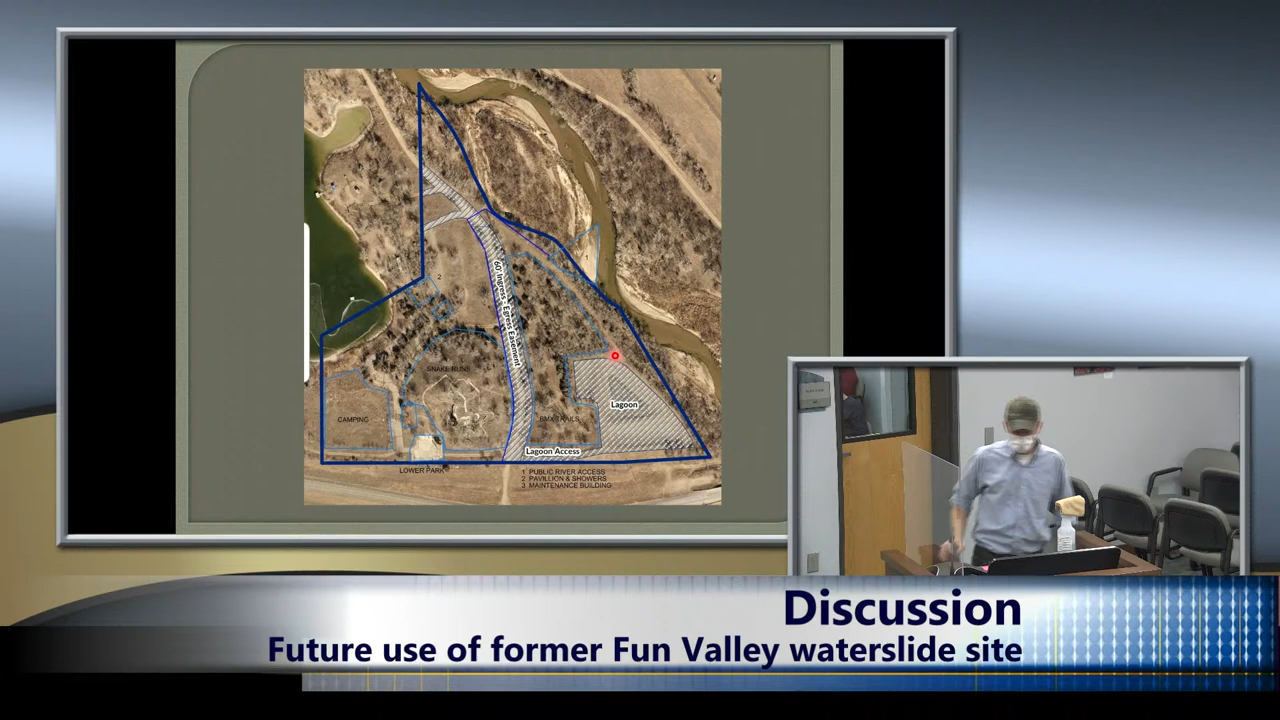 2
60' Ingress - Egress Easement
SNAKE RUNS
CAMPING
BMX TRAILS
Lagoon
Lagoon Access
LOWER PARK
1 PUBLIC RIVER ACCESS
2 PAVILLION & SHOWERS
3 MAINTENANCE BUILDING
Discussion
Future use of former Fun Valley waterslide site